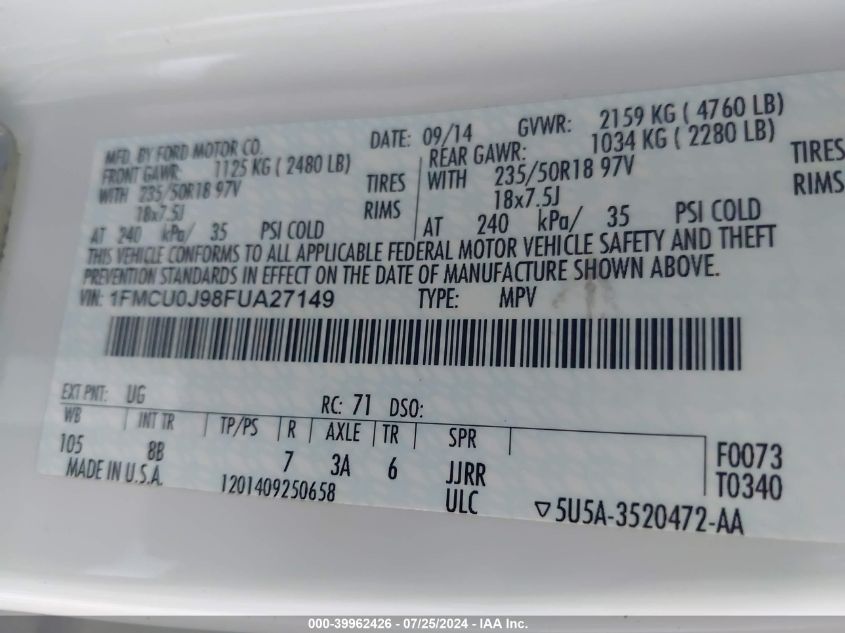 MFD. BY FORD MOTOR CO. DATE: 09/14 GVWR: 2159 KG ( 4760 LB)
FRONT GAWR: 1125 KG ( 2480 LB) REAR GAWR: 1034 KG ( 2280 LB)
WITH 235/50R18 97V TIRES WITH 235/50R18 97V TIRES
18x7.5J RIMS 18x7.5J RIMS
AT 240 kPa/ 35 PSI COLD AT 240 kPa/ 35 PSI COLD
THIS VEHICLE CONFORMS TO ALL APPLICABLE FEDERAL MOTOR VEHICLE SAFETY AND THEFT
PREVENTION STANDARDS IN EFFECT ON THE DATE OF MANUFACTURE SHOWN ABOVE.
VIN: 1FMCU0J98FUA27149 TYPE: MPV
EXT PNT: UG RC: 71 DSO:
WB INT TR TP/PS R AXLE TR SPR
105 8B 7 3A 6 JJRR F0073
MADE IN U.S.A. 1201409250658 ULC T0340
5U5A-3520472-AA
000-39962426 - 07/25/2024 - IAA Inc.